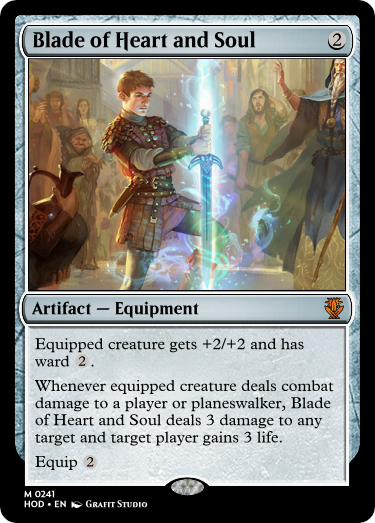 Blade of Heart and Soul 2
Artifact — Equipment
Equipped creature gets +2/+2 and has
ward 2 .
Whenever equipped creature deals combat
damage to a player or planeswalker, Blade
of Heart and Soul deals 3 damage to any
target and target player gains 3 life.
Equip 2
M 0241
HOD • EN Grafit Studio